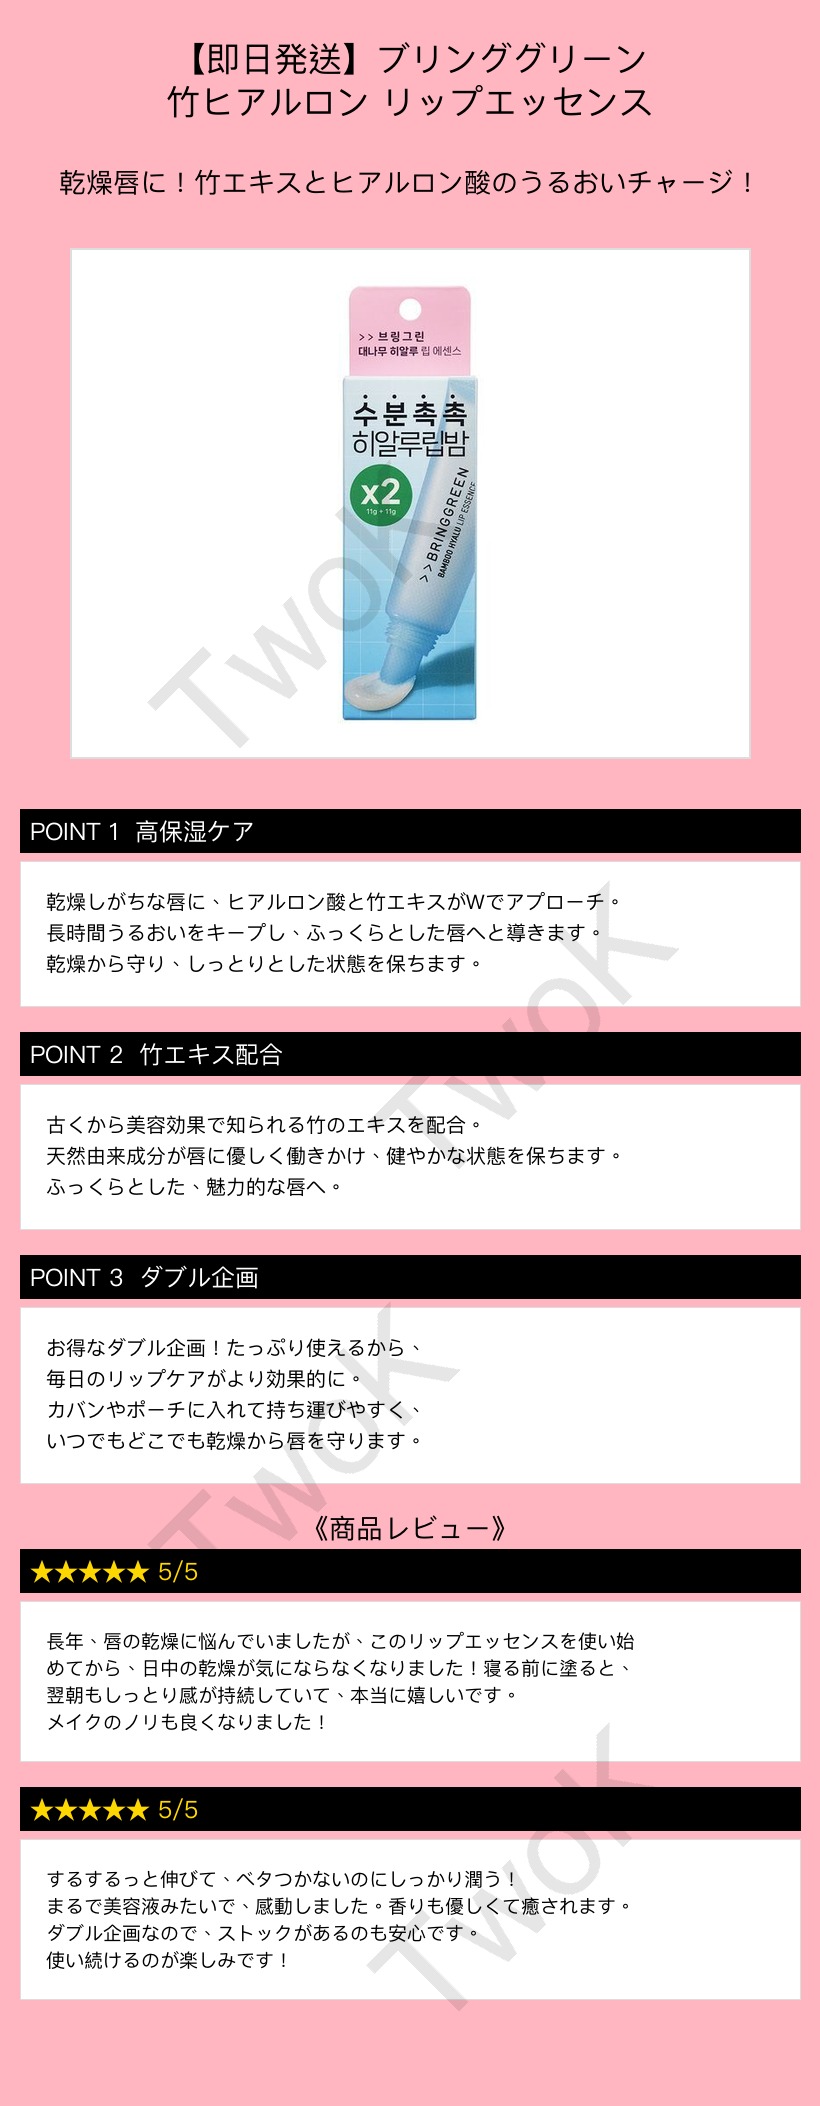 【即日発送】ブリンググリーン
竹ヒアルロン リップエッセンス
乾燥唇に！竹エキスとヒアルロン酸のうるおいチャージ！
>> 브링그린
대나무 히알루 립 에센스
수분촉촉
히알루립밤
x2
11g + 11g
>>BRINGGREEN
BAMBOO HYALU LIP ESSENCE
TwoK
POINT 1 高保湿ケア
乾燥しがちな唇に、ヒアルロン酸と竹エキスがWでアプローチ。
長時間うるおいをキープし、ふっくらとした唇へと導きます。
乾燥から守り、しっとりとした状態を保ちます。
TwoK
POINT 2 竹エキス配合
古くから美容効果で知られる竹のエキスを配合。
天然由来成分が唇に優しく働きかけ、健やかな状態を保ちます。
ふっくらとした、魅力的な唇へ。
POINT 3 ダブル企画
お得なダブル企画！たっぷり使えるから、
毎日のリップケアがより効果的に。
カバンやポーチに入れて持ち運びやすく、
いつでもどこでも乾燥から唇を守ります。
TwoK
《商品レビュー》
★★★★★ 5/5
長年、唇の乾燥に悩んでいましたが、このリップエッセンスを使い始
めてから、日中の乾燥が気にならなくなりました！寝る前に塗ると、
翌朝もしっとり感が持続していて、本当に嬉しいです。
メイクのノリも良くなりました！
★★★★★ 5/5
するするっと伸びて、ベタつかないのにしっかり潤う！
まるで美容液みたいで、感動しました。香りも優しくて癒されます。
ダブル企画なので、ストックがあるのも安心です。
使い続けるのが楽しみです！
TwoK